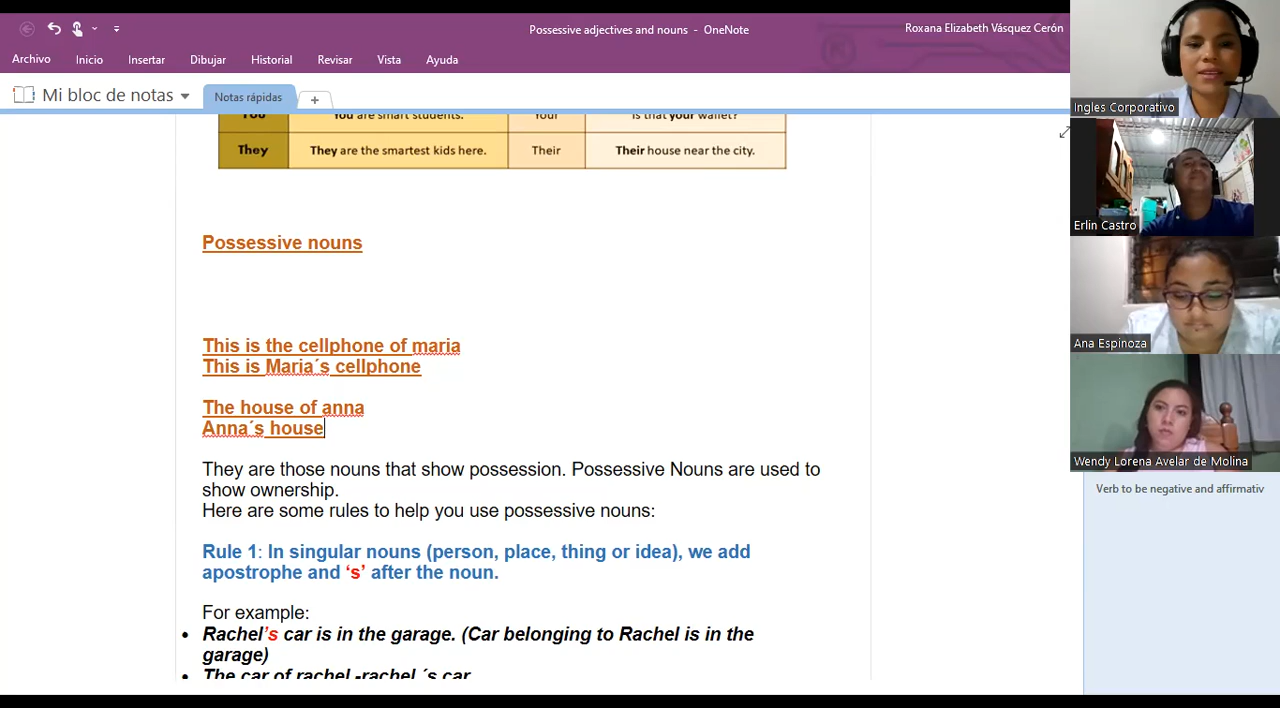 Possessive adjectives and nouns - OneNote
Roxana Elizabeth Vásquez Cerón
Archivo Inicio Insertar Dibujar Historial Revisar Vista Ayuda
Mi bloc de notas Notas rápidas +
You You are smart students. Your Is that your wallet?
They They are the smartest kids here. Their Their house near the city.
Possessive nouns
This is the cellphone of maria
This is Maria´s cellphone
The house of anna
Anna´s house
They are those nouns that show possession. Possessive Nouns are used to
show ownership.
Here are some rules to help you use possessive nouns:
Rule 1: In singular nouns (person, place, thing or idea), we add
apostrophe and ‘s’ after the noun.
For example:
• Rachel’s car is in the garage. (Car belonging to Rachel is in the
garage)
• The car of rachel -rachel ´s car
Ingles Corporativo
Erlin Castro
Ana Espinoza
Wendy Lorena Avelar de Molina
Verb to be negative and affirmativ